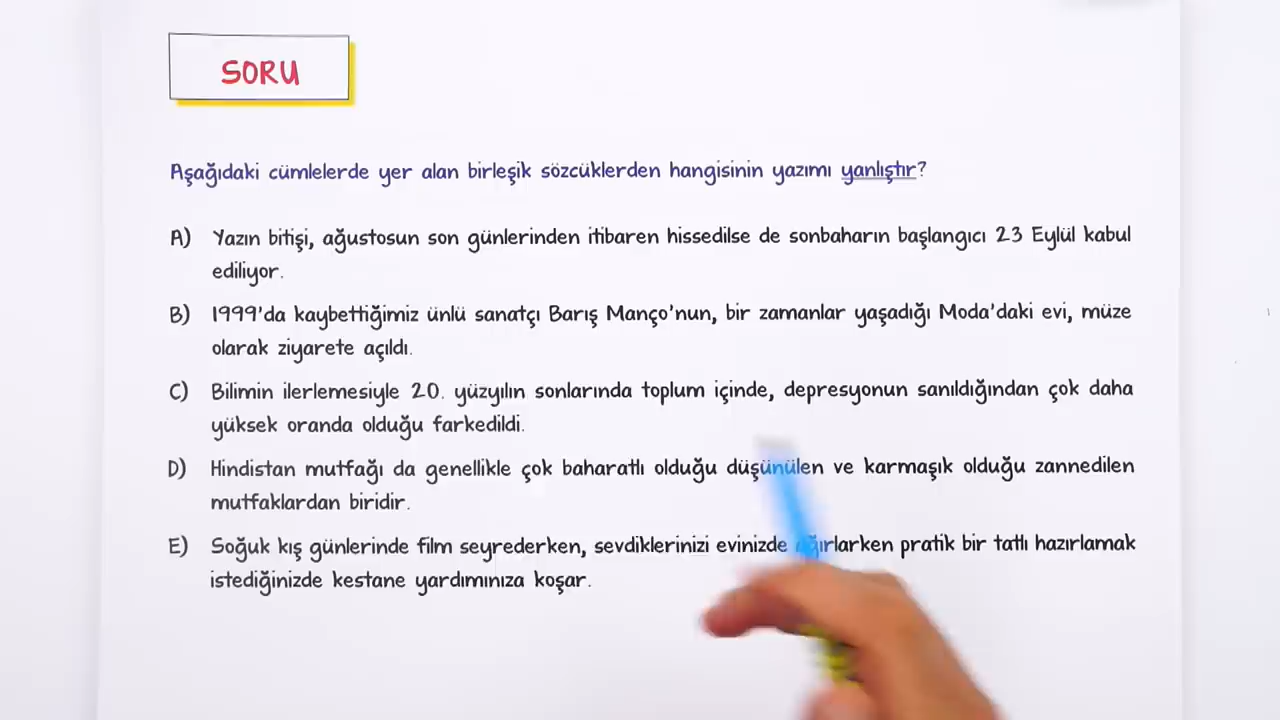 SORU
Aşağıdaki cümlelerde yer alan birleşik sözcüklerden hangisinin yazımı yanlıştır?
A) Yazın bitişi, ağustosun son günlerinden itibaren hissedilse de sonbaharın başlangıcı 23 Eylül kabul
ediliyor.
B) 1999'da kaybettiğimiz ünlü sanatçı Barış Manço'nun, bir zamanlar yaşadığı Moda'daki evi, müze
olarak ziyarete açıldı.
C) Bilimin ilerlemesiyle 20. yüzyılın sonlarında toplum içinde, depresyonun sanıldığından çok daha
yüksek oranda olduğu farkedildi.
D) Hindistan mutfağı da genellikle çok baharatlı olduğu düşünülen ve karmaşık olduğu zannedilen
mutfaklardan biridir.
E) Soğuk kış günlerinde film seyrederken, sevdiklerinizi evinizde ağırlarken pratik bir tatlı hazırlamak
istediğinizde kestane yardımınıza koşar.